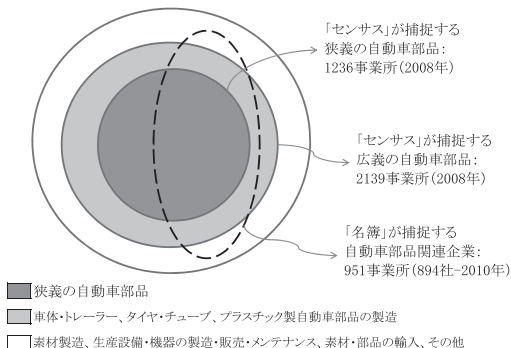 「センサス」が捕捉する
狭義の自動車部品:
1236事業所(2008年)
「センサス」が捕捉する
広義の自動車部品:
2139事業所(2008年)
「名簿」が捕捉する
自動車部品関連企業:
951事業所(894社-2010年)
狭義の自動車部品
車体・トレーラー、タイヤ・チューブ、プラスチック製自動車部品の製造
素材製造、生産設備・機器の製造・販売・メンテナンス、素材・部品の輸入、その他